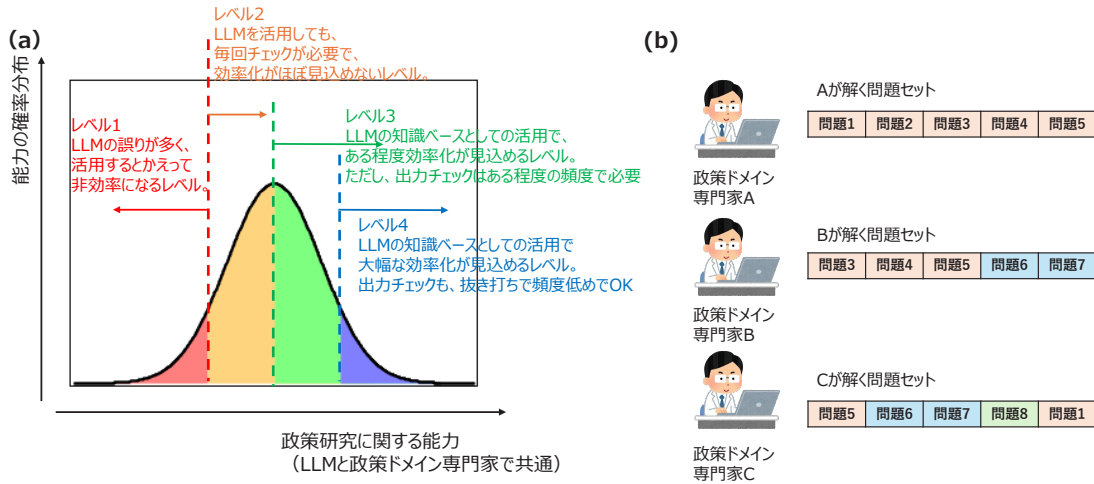 (a)
能力の確率分布
レベル2
LLMを活用しても、
毎回チェックが必要で、
効率化がほぼ見込めないレベル。
レベル1
LLMの誤りが多く、
活用するとかえって
非効率になるレベル。
レベル3
LLMの知識ベースとしての活用で、
ある程度効率化が見込めるレベル。
ただし、出力チェックはある程度の頻度で必要
レベル4
LLMの知識ベースとしての活用で
大幅な効率化が見込めるレベル。
出力チェックも、抜き打ちで頻度低めでOK
政策研究に関する能力
（LLMと政策ドメイン専門家で共通）
(b)
Aが解く問題セット
問題1 問題2 問題3 問題4 問題5
政策ドメイン
専門家A
Bが解く問題セット
問題3 問題4 問題5 問題6 問題7
政策ドメイン
専門家B
Cが解く問題セット
問題5 問題6 問題7 問題8 問題1
政策ドメイン
専門家C